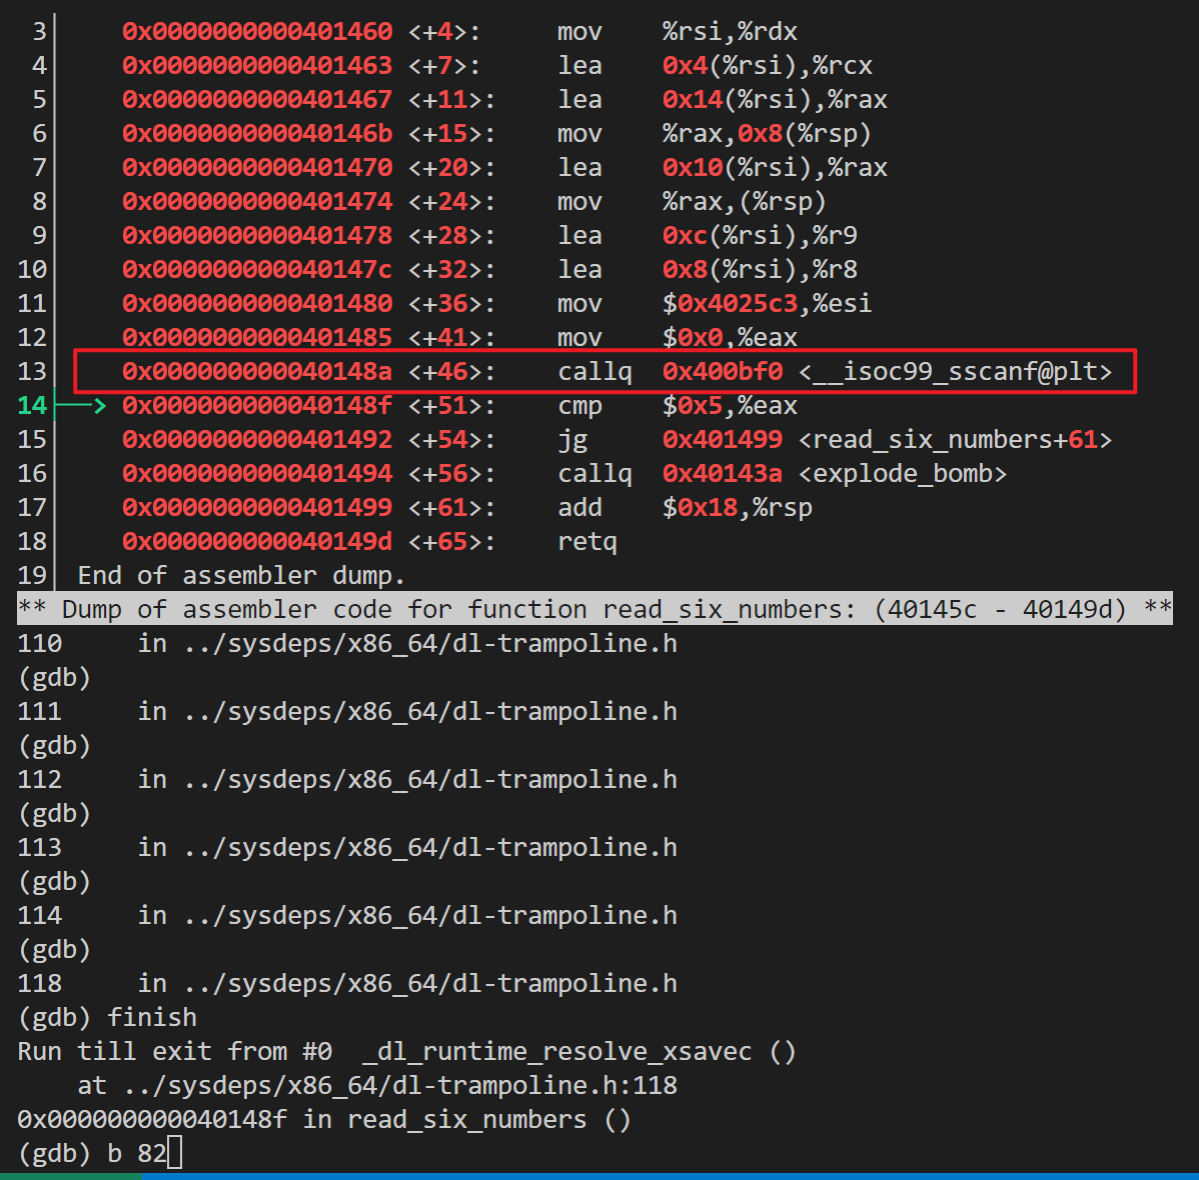 3 0x0000000000401460 <+4>: mov %rsi,%rdx
4 0x0000000000401463 <+7>: lea 0x4(%rsi),%rcx
5 0x0000000000401467 <+11>: lea 0x14(%rsi),%rax
6 0x000000000040146b <+15>: mov %rax,0x8(%rsp)
7 0x0000000000401470 <+20>: lea 0x10(%rsi),%rax
8 0x0000000000401474 <+24>: mov %rax,(%rsp)
9 0x0000000000401478 <+28>: lea 0xc(%rsi),%r9
10 0x000000000040147c <+32>: lea 0x8(%rsi),%r8
11 0x0000000000401480 <+36>: mov $0x4025c3,%esi
12 0x0000000000401485 <+41>: mov $0x0,%eax
13 0x000000000040148a <+46>: callq 0x400bf0 <__isoc99_sscanf@plt>
14 ──> 0x000000000040148f <+51>: cmp $0x5,%eax
15 0x0000000000401492 <+54>: jg 0x401499 <read_six_numbers+61>
16 0x0000000000401494 <+56>: callq 0x40143a <explode_bomb>
17 0x0000000000401499 <+61>: add $0x18,%rsp
18 0x000000000040149d <+65>: retq
19 End of assembler dump.
** Dump of assembler code for function read_six_numbers: (40145c - 40149d) **
110 in ../sysdeps/x86_64/dl-trampoline.h
(gdb)
111 in ../sysdeps/x86_64/dl-trampoline.h
(gdb)
112 in ../sysdeps/x86_64/dl-trampoline.h
(gdb)
113 in ../sysdeps/x86_64/dl-trampoline.h
(gdb)
114 in ../sysdeps/x86_64/dl-trampoline.h
(gdb)
118 in ../sysdeps/x86_64/dl-trampoline.h
(gdb) finish
Run till exit from #0 _dl_runtime_resolve_xsavec ()
at ../sysdeps/x86_64/dl-trampoline.h:118
0x000000000040148f in read_six_numbers ()
(gdb) b 82